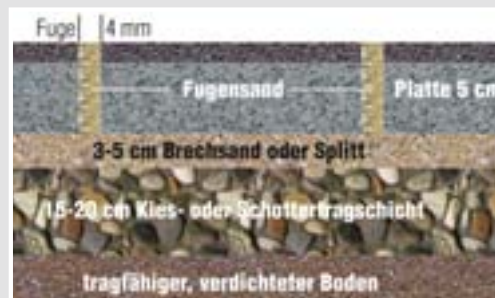 Fuge 4 mm
Fugensand Platte 5 cm
3-5 cm Brechsand oder Splitt
15-20 cm Kies- oder Schottertragschicht
tragfähiger, verdichteter Boden